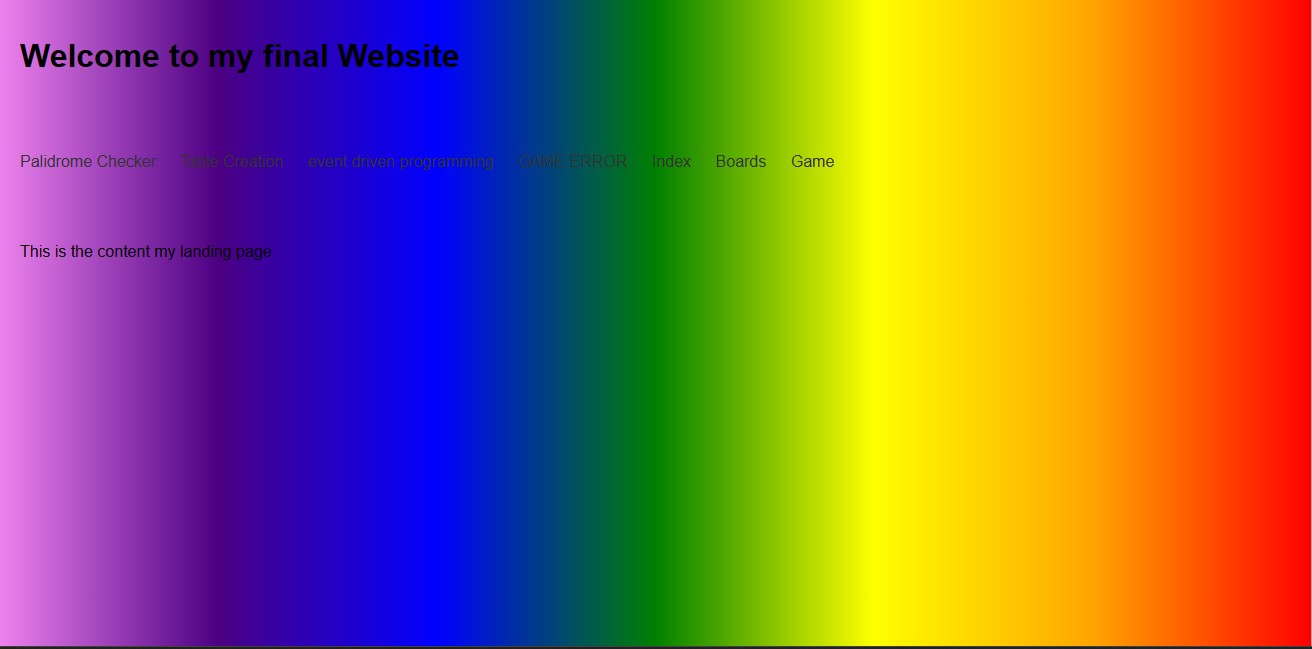 Welcome to my final Website
Palidrome Checker Table Creation event driven programming GAME ERROR Index Boards Game
This is the content my landing page.